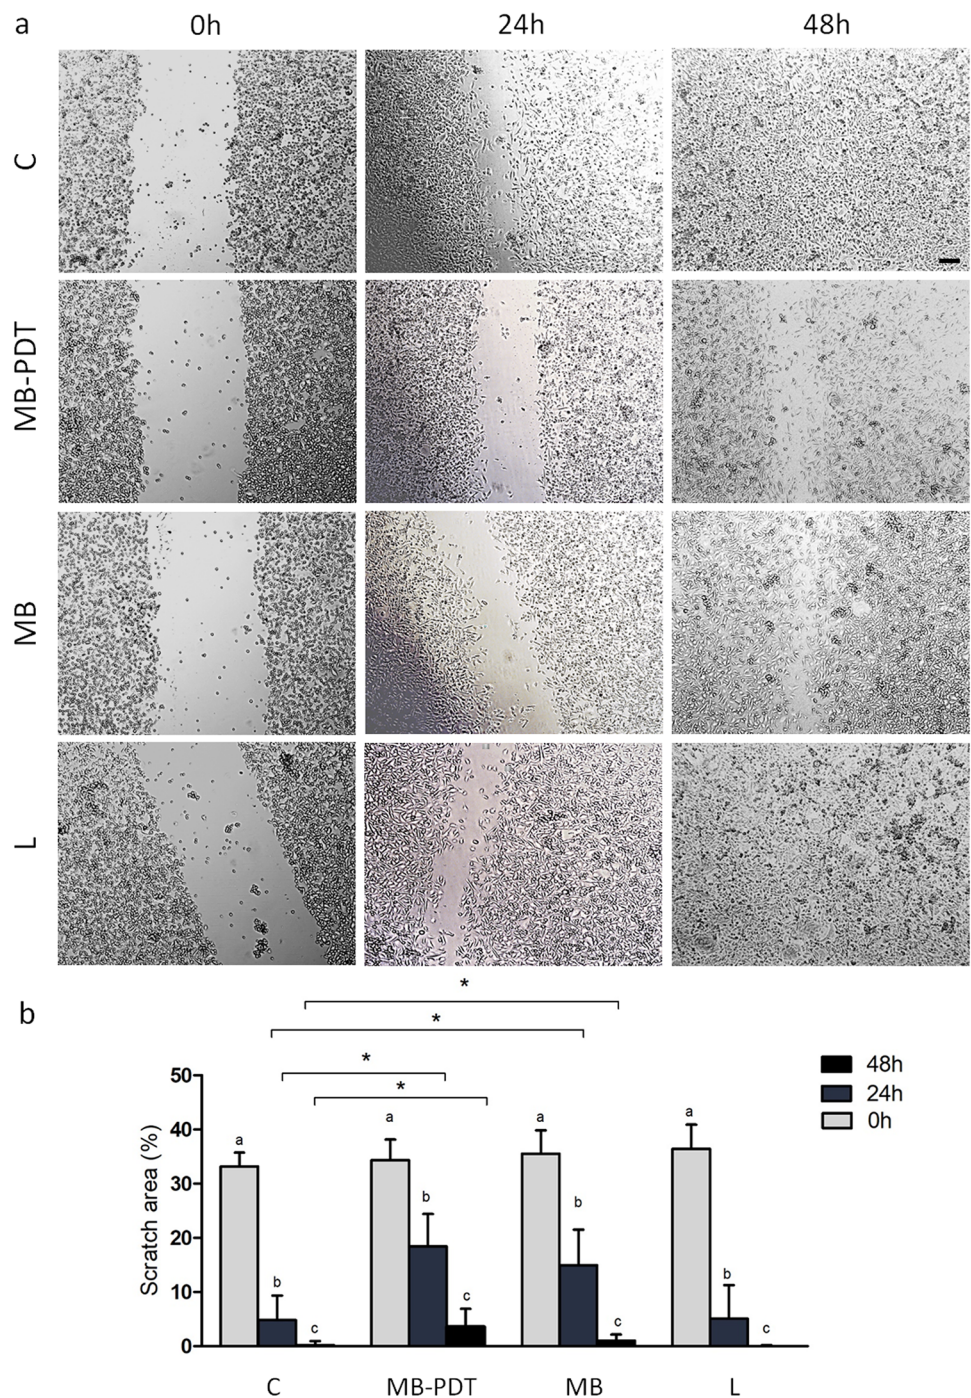 a
0h 24h 48h
C
MB-PDT
MB
L
b
*
*
*
*
48h
24h
0h
Scratch area (%)
50
40
30
20
10
0
a a a a
b b b b
c c c c
C MB-PDT MB L